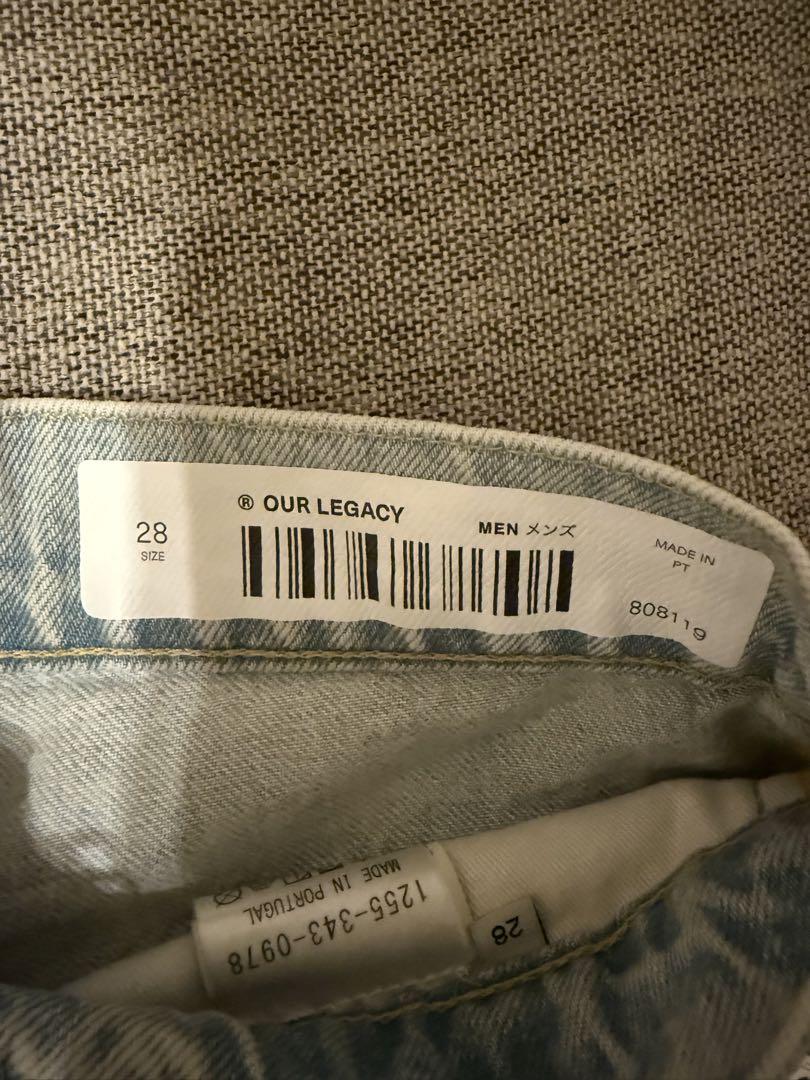 ® OUR LEGACY
MEN メンズ
28
SIZE
MADE IN
PT
808119
MADE IN PORTUGAL
1255-343-0978
28